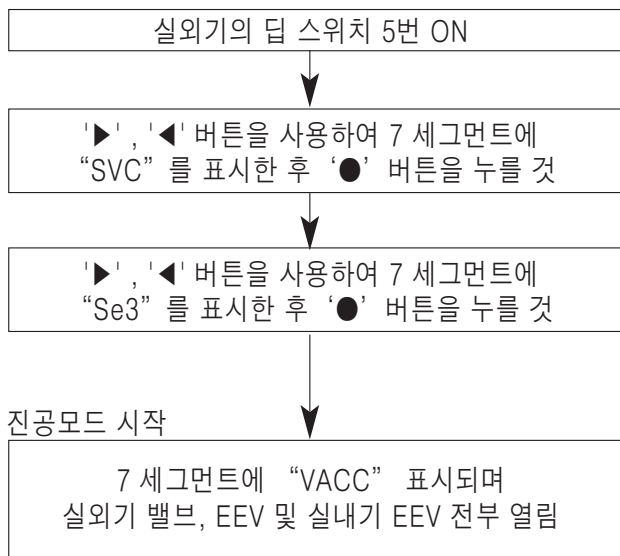 실외기의 딥 스위치 5번 ON
'▶', '◀' 버튼을 사용하여 7 세그먼트에
“SVC” 를 표시한 후 ‘●’ 버튼을 누를 것
'▶', '◀' 버튼을 사용하여 7 세그먼트에
“Se3” 를 표시한 후 ‘●’ 버튼을 누를 것
진공모드 시작
7 세그먼트에 “VACC” 표시되며
실외기 밸브, EEV 및 실내기 EEV 전부 열림